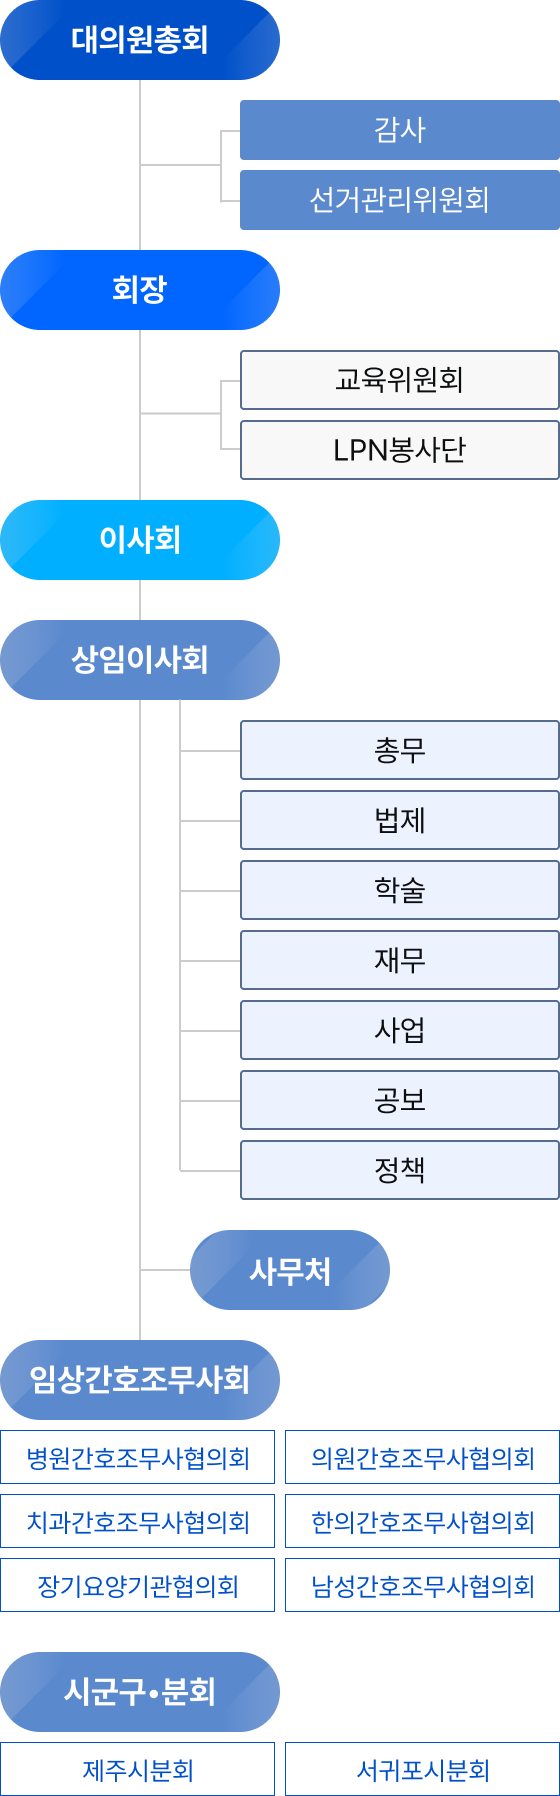 대의원총회
감사
선거관리위원회
회장
교육위원회
LPN봉사단
이사회
상임이사회
총무
법제
학술
재무
사업
공보
정책
사무처
임상간호조무사회
병원간호조무사협의회
의원간호조무사협의회
치과간호조무사협의회
한의간호조무사협의회
장기요양기관협의회
남성간호조무사협의회
시군구•분회
제주시분회
서귀포시분회